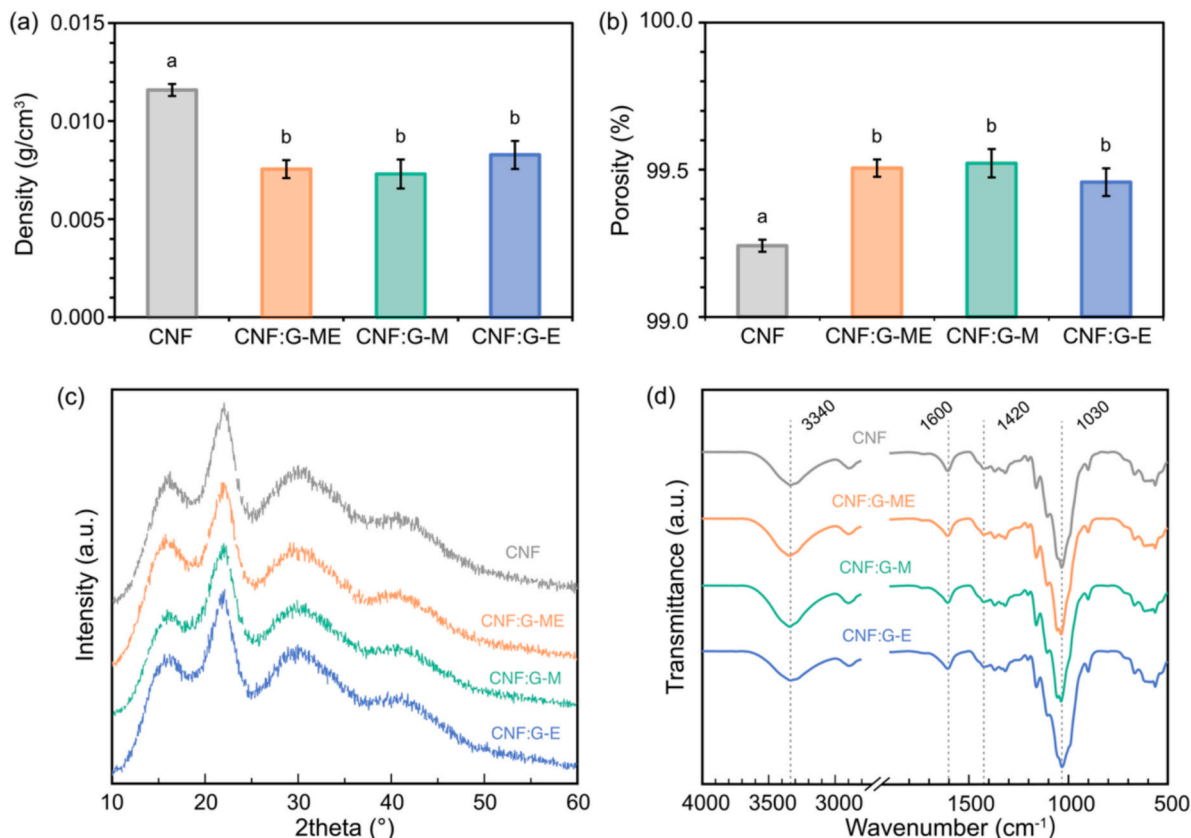 (a)
0.015
0.010
0.005
0.000
Density (g/cm³)
a
b
b
b
CNF
CNF:G-ME
CNF:G-M
CNF:G-E
(b)
100.0
99.5
99.0
Porosity (%)
a
b
b
b
CNF
CNF:G-ME
CNF:G-M
CNF:G-E
(c)
Intensity (a.u.)
CNF
CNF:G-ME
CNF:G-M
CNF:G-E
10 20 30 40 50 60
2theta (°)
(d)
3340
1600
1420
1030
Transmittance (a.u.)
CNF
CNF:G-ME
CNF:G-M
CNF:G-E
4000 3500 3000 1500 1000 500
Wavenumber (cm⁻¹)